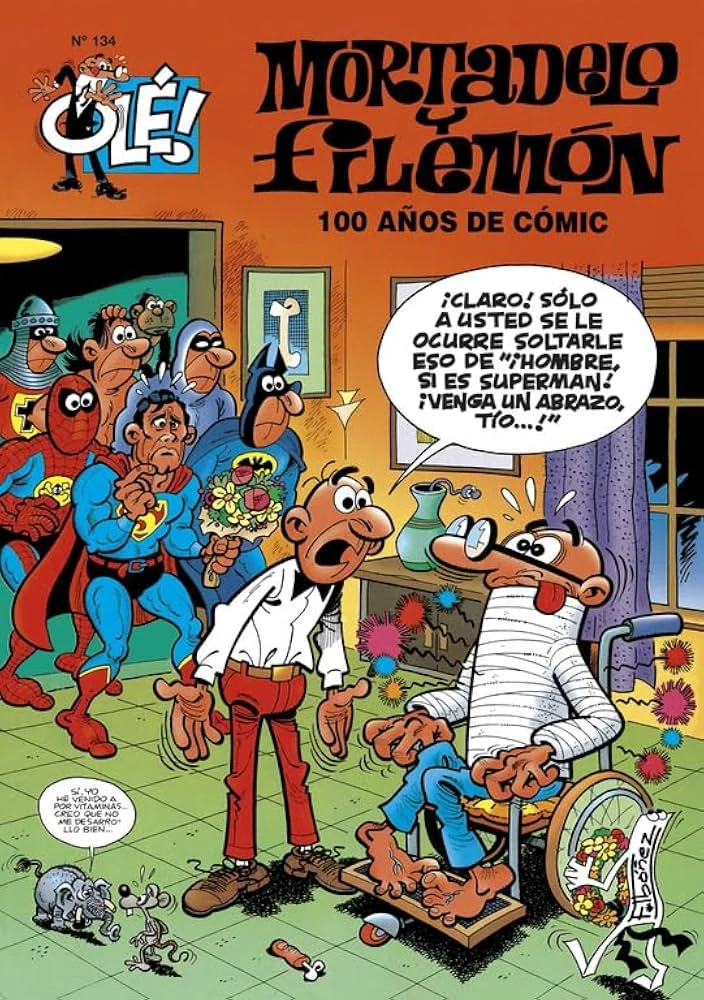 Nº 134
OLÉ!
MORTADELO
Y
FILEMÓN
100 AÑOS DE CÓMIC
¡CLARO! SÓLO
A USTED SE LE
OCURRE SOLTARLE
ESO DE "¡HOMBRE,
SI ES SUPERMAN!
¡VENGA UN ABRAZO,
TÍO...!"
SÍ, YO
HE VENIDO A
POR VITAMINAS...
CREO QUE NO
ME DESARRO-
LLO BIEN...
F. Ibáñez